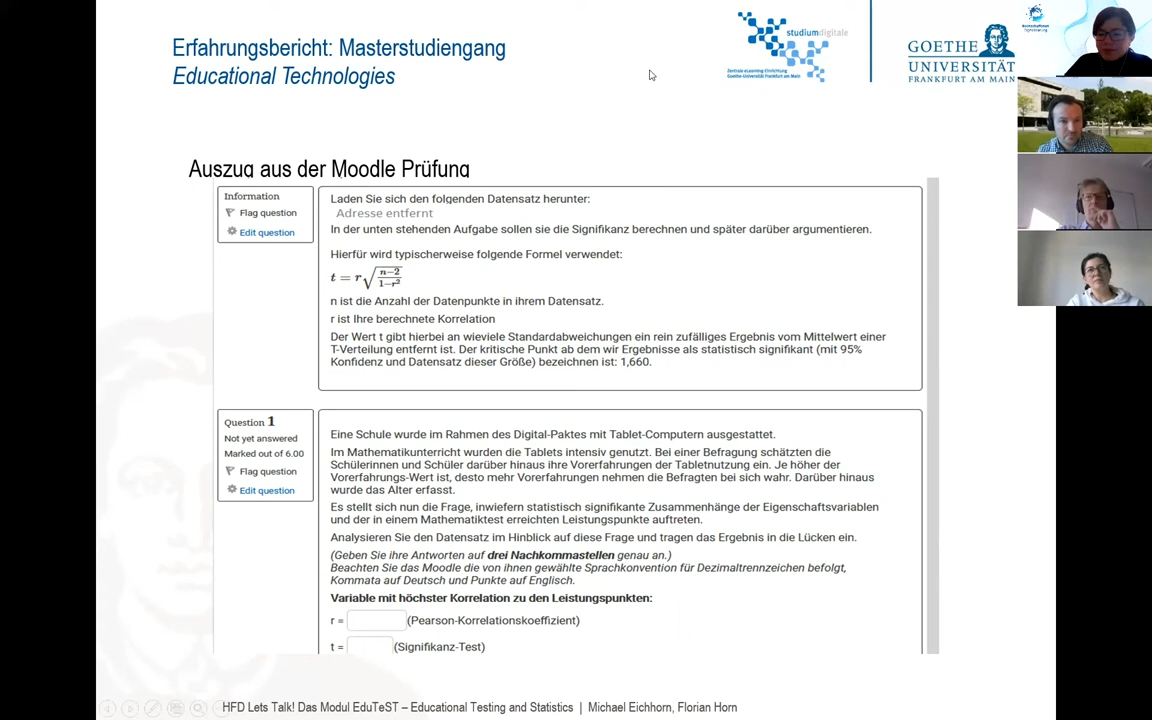 Erfahrungsbericht: Masterstudiengang
Educational Technologies
studiumdigitale
Zentrale eLearning-Einrichtung
Goethe-Universität Frankfurt am Main
GOETHE
UNIVERSITÄT
FRANKFURT AM MAIN
Auszug aus der Moodle Prüfung
Information
Flag question
Edit question
Laden Sie sich den folgenden Datensatz herunter:
Adresse entfernt
In der unten stehenden Aufgabe sollen sie die Signifikanz berechnen und später darüber argumentieren.
Hierfür wird typischerweise folgende Formel verwendet:
t = r√(n−2)/(1−r²)
n ist die Anzahl der Datenpunkte in ihrem Datensatz.
r ist Ihre berechnete Korrelation
Der Wert t gibt hierbei an wieviele Standardabweichungen ein rein zufälliges Ergebnis vom Mittelwert einer
T-Verteilung entfernt ist. Der kritische Punkt ab dem wir Ergebnisse als statistisch signifikant (mit 95%
Konfidenz und Datensatz dieser Größe) bezeichnen ist: 1,660.
Question 1
Not yet answered
Marked out of 6.00
Flag question
Edit question
Eine Schule wurde im Rahmen des Digital-Paktes mit Tablet-Computern ausgestattet.
Im Mathematikunterricht wurden die Tablets intensiv genutzt. Bei einer Befragung schätzten die
Schülerinnen und Schüler darüber hinaus ihre Vorerfahrungen der Tabletnutzung ein. Je höher der
Vorerfahrungs-Wert ist, desto mehr Vorerfahrungen nehmen die Befragten bei sich wahr. Darüber hinaus
wurde das Alter erfasst.
Es stellt sich nun die Frage, inwiefern statistisch signifikante Zusammenhänge der Eigenschaftsvariablen
und der in einem Mathematiktest erreichten Leistungspunkte auftreten.
Analysieren Sie den Datensatz im Hinblick auf diese Frage und tragen das Ergebnis in die Lücken ein.
(Geben Sie ihre Antworten auf drei Nachkommastellen genau an.)
Beachten Sie das Moodle die von ihnen gewählte Sprachkonvention für Dezimaltrennzeichen befolgt,
Kommata auf Deutsch und Punkte auf Englisch.
Variable mit höchster Korrelation zu den Leistungspunkten:
r = (Pearson-Korrelationskoeffizient)
t = (Signifikanz-Test)
HFD Lets Talk! Das Modul EduTeST – Educational Testing and Statistics | Michael Eichhorn, Florian Horn